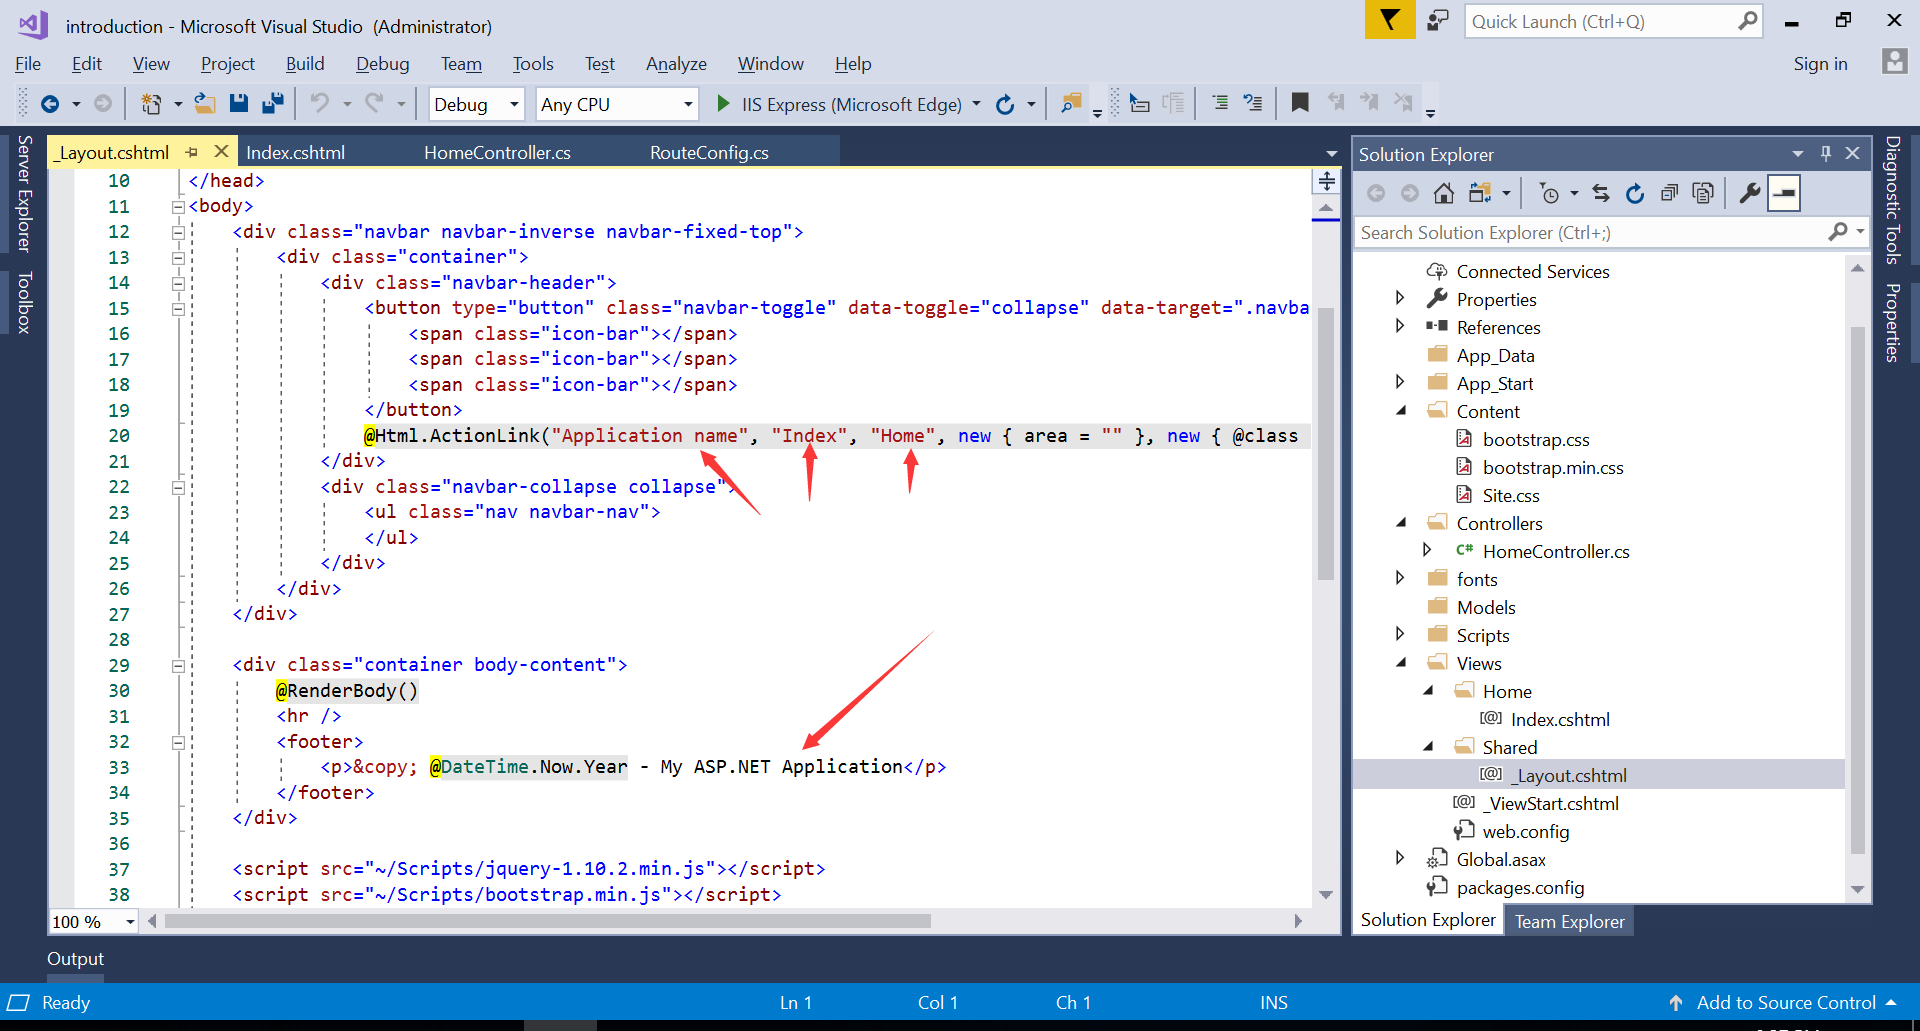 introduction - Microsoft Visual Studio (Administrator)
Quick Launch (Ctrl+Q)
File Edit View Project Build Debug Team Tools Test Analyze Window Help
Sign in
Debug Any CPU IIS Express (Microsoft Edge)
Server Explorer
Toolbox
_Layout.cshtml Index.cshtml HomeController.cs RouteConfig.cs
10 </head>
11 <body>
12 <div class="navbar navbar-inverse navbar-fixed-top">
13 <div class="container">
14 <div class="navbar-header">
15 <button type="button" class="navbar-toggle" data-toggle="collapse" data-target=".navba
16 <span class="icon-bar"></span>
17 <span class="icon-bar"></span>
18 <span class="icon-bar"></span>
19 </button>
20 @Html.ActionLink("Application name", "Index", "Home", new { area = "" }, new { @class
21 </div>
22 <div class="navbar-collapse collapse">
23 <ul class="nav navbar-nav">
24 </ul>
25 </div>
26 </div>
27 </div>
28
29 <div class="container body-content">
30 @RenderBody()
31 <hr />
32 <footer>
33 <p>&copy; @DateTime.Now.Year - My ASP.NET Application</p>
34 </footer>
35 </div>
36
37 <script src="~/Scripts/jquery-1.10.2.min.js"></script>
38 <script src="~/Scripts/bootstrap.min.js"></script>
100 %
Solution Explorer
Search Solution Explorer (Ctrl+;)
Connected Services
Properties
References
App_Data
App_Start
Content
bootstrap.css
bootstrap.min.css
Site.css
Controllers
C# HomeController.cs
fonts
Models
Scripts
Views
Home
[@] Index.cshtml
Shared
[@] _Layout.cshtml
[@] _ViewStart.cshtml
web.config
Global.asax
packages.config
Solution Explorer Team Explorer
Diagnostic Tools
Properties
Output
Ready Ln 1 Col 1 Ch 1 INS Add to Source Control